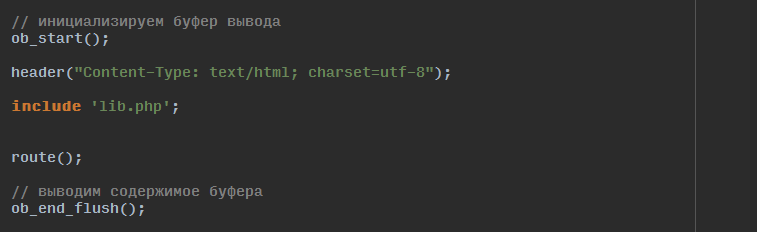 // инициализируем буфер вывода
ob_start();
header("Content-Type: text/html; charset=utf-8");
include 'lib.php';
route();
// выводим содержимое буфера
ob_end_flush();